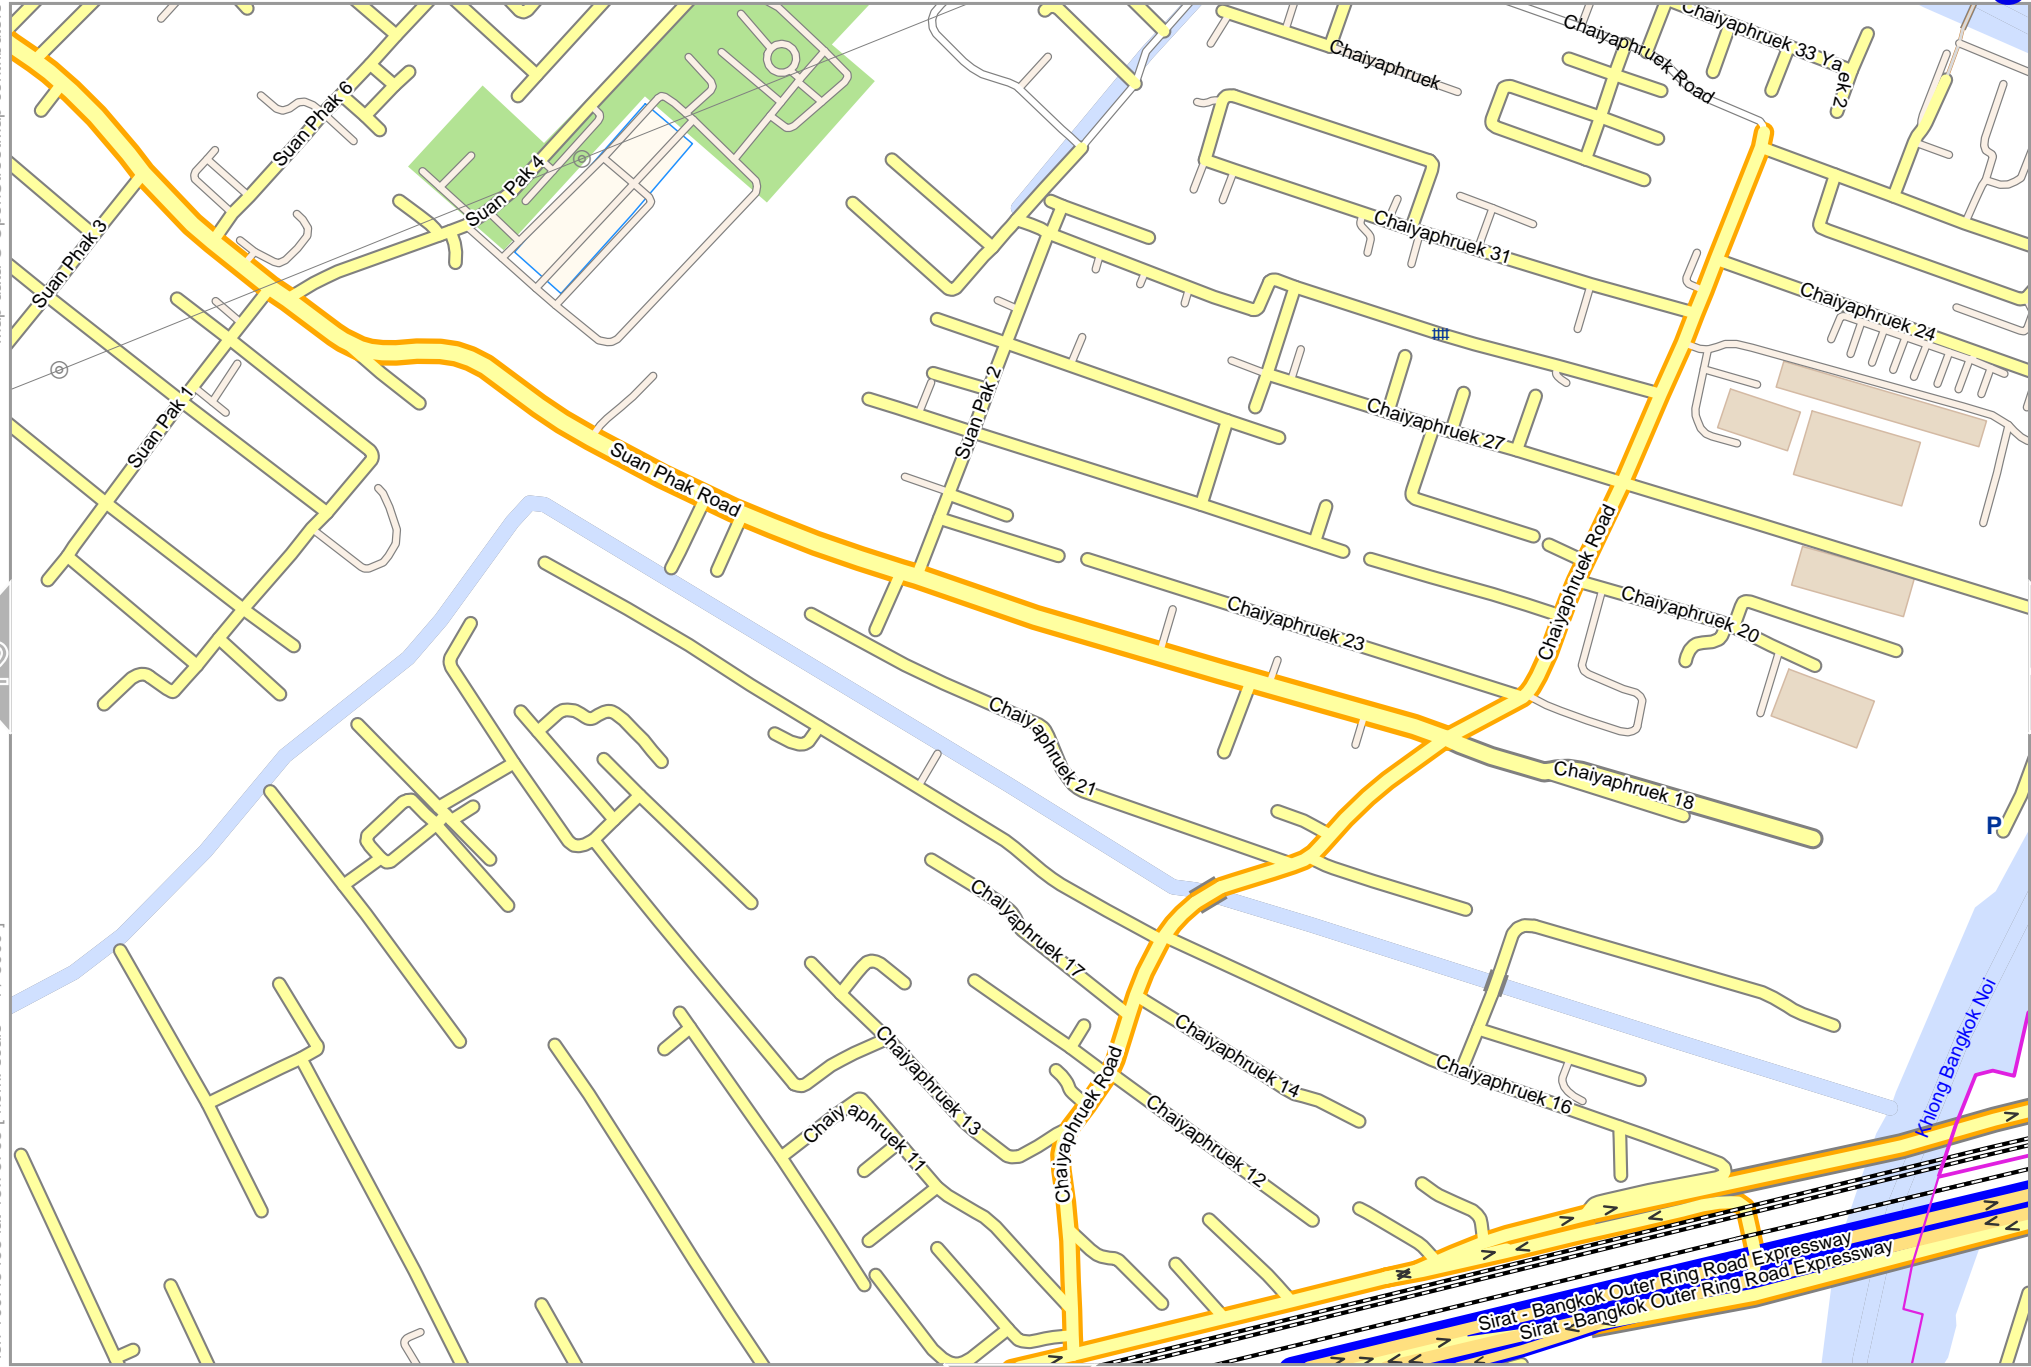 Chaiyaphruek 33 Yaek 2
Chaiyaphruek Road
Chaiyaphruek
Suan Phak 6
Suan Pak 4
Suan Phak 3
Chaiyaphruek 31
Chaiyaphruek 24
Suan Pak 1
Suan Pak 2
Chaiyaphruek 27
Suan Phak Road
Chaiyaphruek Road
Chaiyaphruek 23
Chaiyaphruek 20
Chaiyaphruek 21
Chaiyaphruek 18
P
Chaiyaphruek 17
Chaiyaphruek 14
Chaiyaphruek 13
Chaiyaphruek 16
Khlong Bangkok Noi
Chaiyaphruek Road
Chaiyaphruek 11
Chaiyaphruek 12
Sirat - Bangkok Outer Ring Road Expressway
Sirat - Bangkok Outer Ring Road Expressway